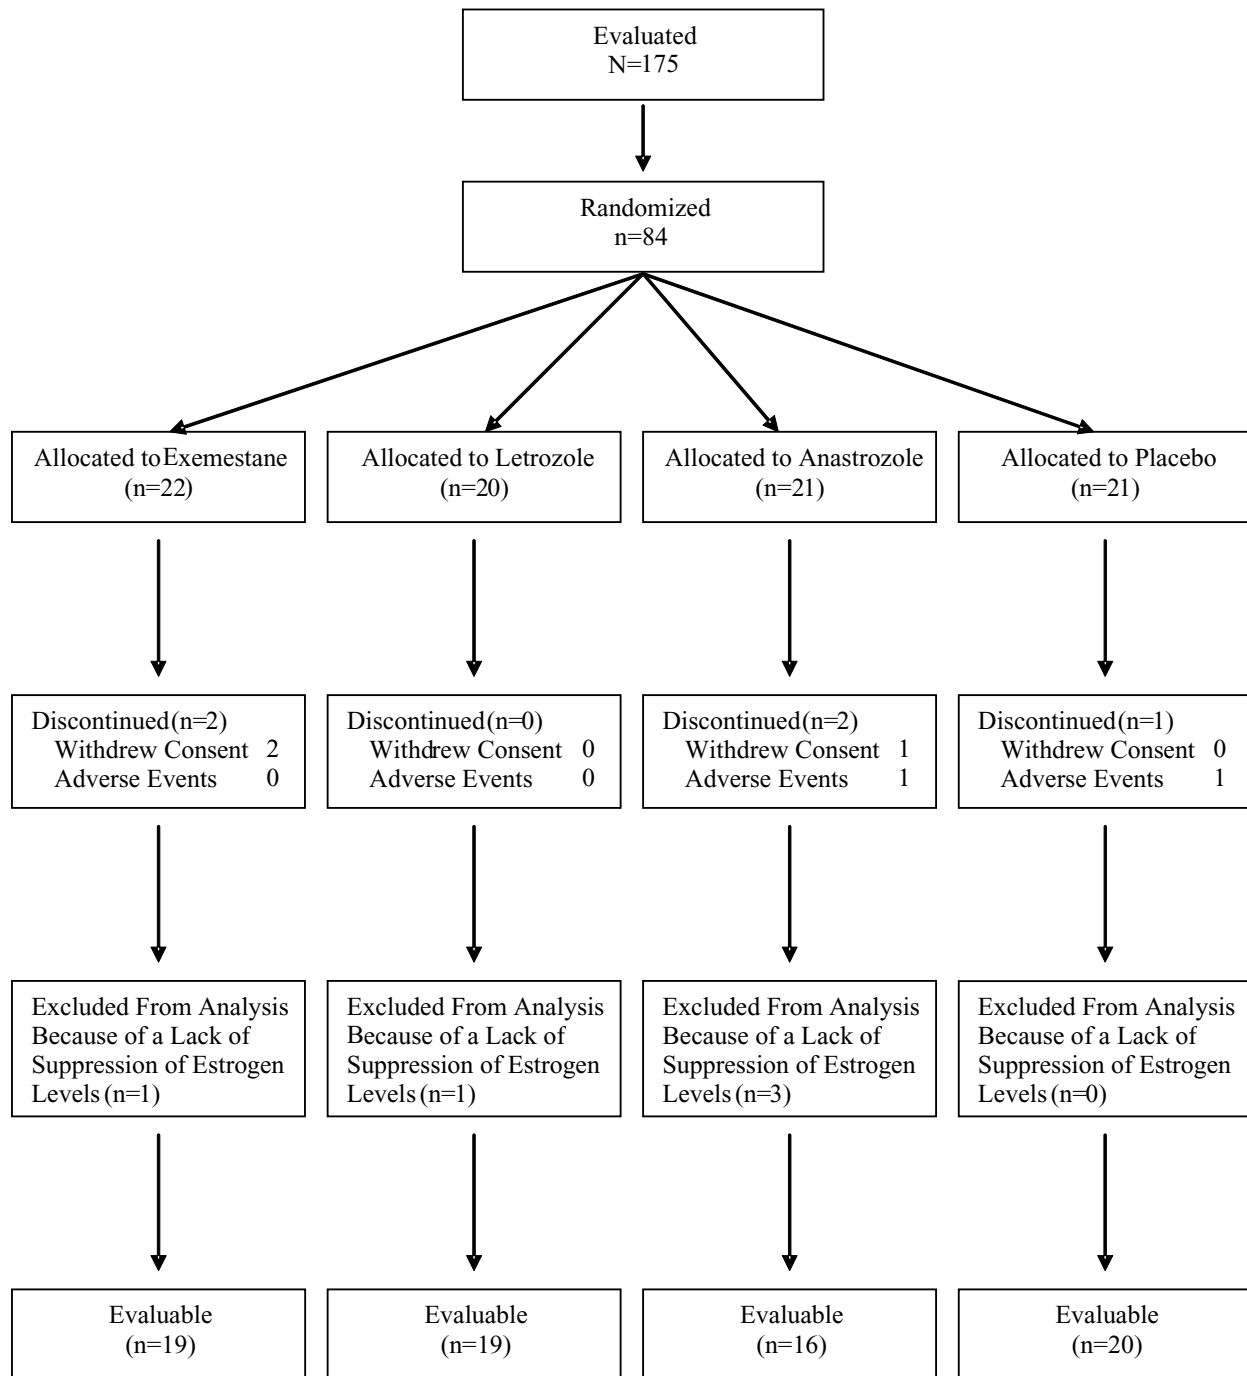 Evaluated
N=175
Randomized
n=84
Allocated to Exemestane
(n=22)
Allocated to Letrozole
(n=20)
Allocated to Anastrozole
(n=21)
Allocated to Placebo
(n=21)
Discontinued (n=2)
Withdrew Consent 2
Adverse Events 0
Discontinued (n=0)
Withdrew Consent 0
Adverse Events 0
Discontinued (n=2)
Withdrew Consent 1
Adverse Events 1
Discontinued (n=1)
Withdrew Consent 0
Adverse Events 1
Excluded From Analysis
Because of a Lack of
Suppression of Estrogen
Levels (n=1)
Excluded From Analysis
Because of a Lack of
Suppression of Estrogen
Levels (n=1)
Excluded From Analysis
Because of a Lack of
Suppression of Estrogen
Levels (n=3)
Excluded From Analysis
Because of a Lack of
Suppression of Estrogen
Levels (n=0)
Evaluable
(n=19)
Evaluable
(n=19)
Evaluable
(n=16)
Evaluable
(n=20)